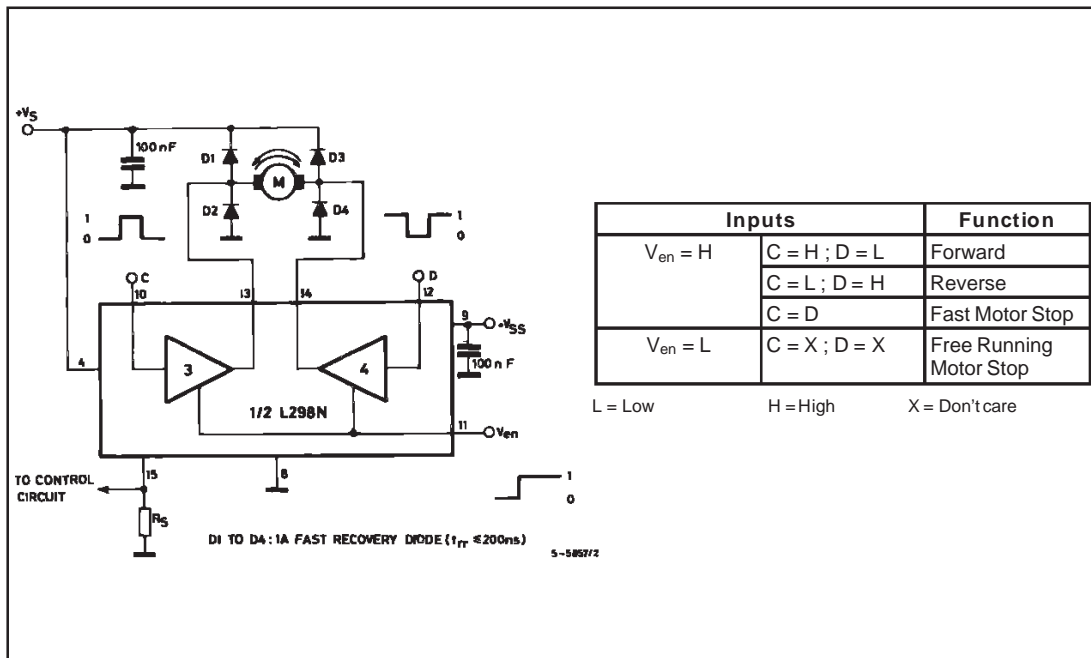 +VS
100nF
D1
D3
M
D2
D4
1
0
1
0
C
D
10
13
14
12
9
+VSS
4
3
4
100nF
1/2 L298N
11
Ven
15
8
TO CONTROL
CIRCUIT
RS
1
0
D1 TO D4 : 1A FAST RECOVERY DIODE (trr ≤200ns)
5-5857/2
Inputs Function
Ven = H C = H ; D = L Forward
C = L ; D = H Reverse
C = D Fast Motor Stop
Ven = L C = X ; D = X Free Running
Motor Stop
L = Low H = High X = Don't care